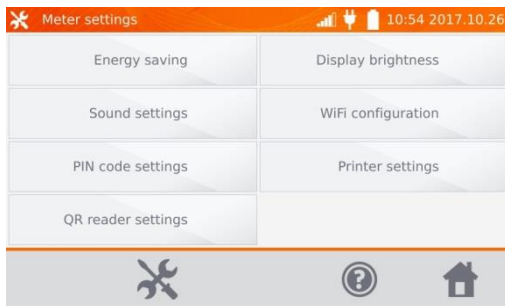 Meter settings 10:54 2017.10.26
Energy saving Display brightness
Sound settings WiFi configuration
PIN code settings Printer settings
QR reader settings
?